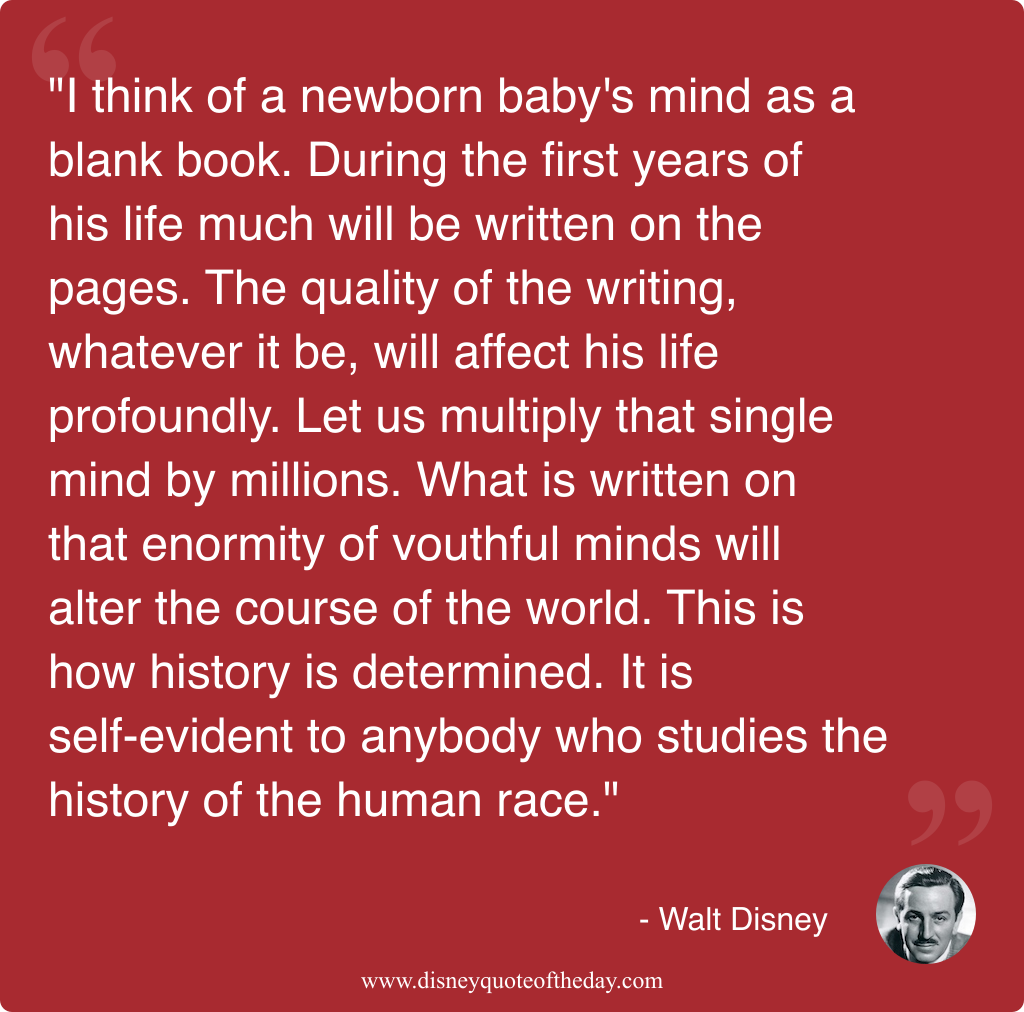 "I think of a newborn baby's mind as a
blank book. During the first years of
his life much will be written on the
pages. The quality of the writing,
whatever it be, will affect his life
profoundly. Let us multiply that single
mind by millions. What is written on
that enormity of vouthful minds will
alter the course of the world. This is
how history is determined. It is
self-evident to anybody who studies the
history of the human race."
- Walt Disney
www.disneyquoteoftheday.com